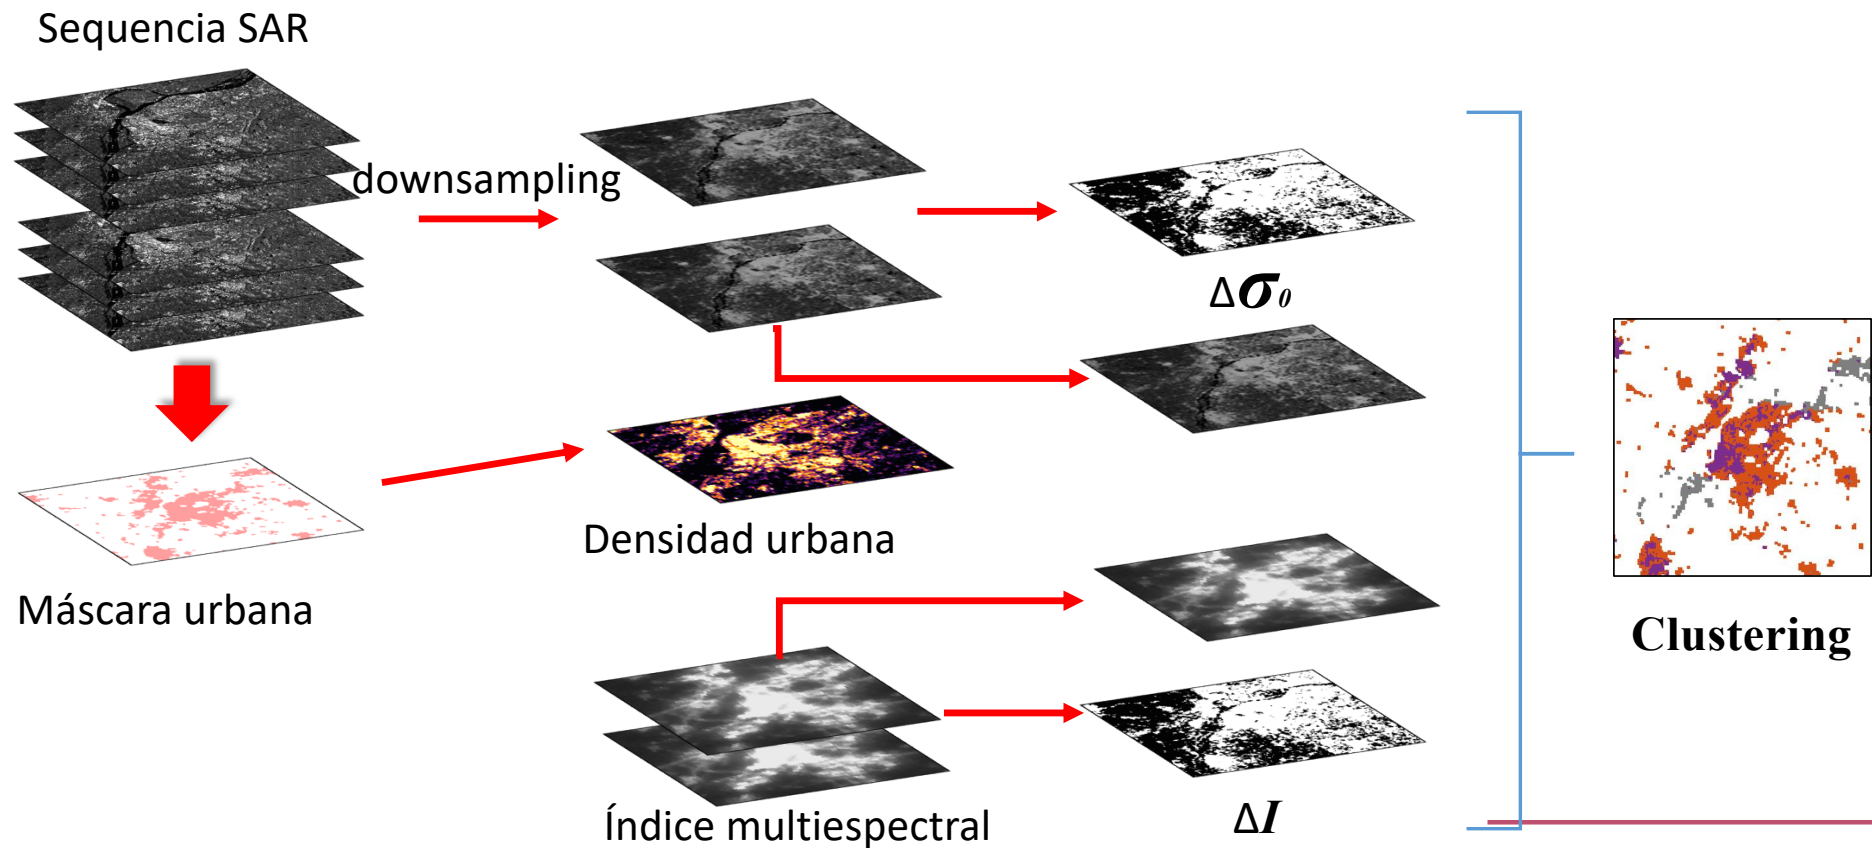 Sequencia SAR
downsampling
Δσ₀
Densidad urbana
Máscara urbana
Clustering
Índice multiespectral
ΔI